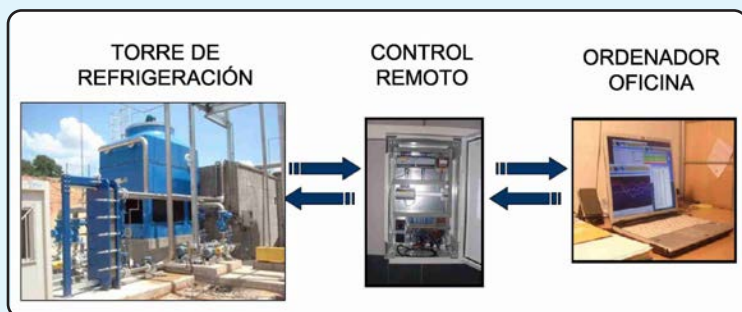 TORRE DE
REFRIGERACIÓN
CONTROL
REMOTO
ORDENADOR
OFICINA